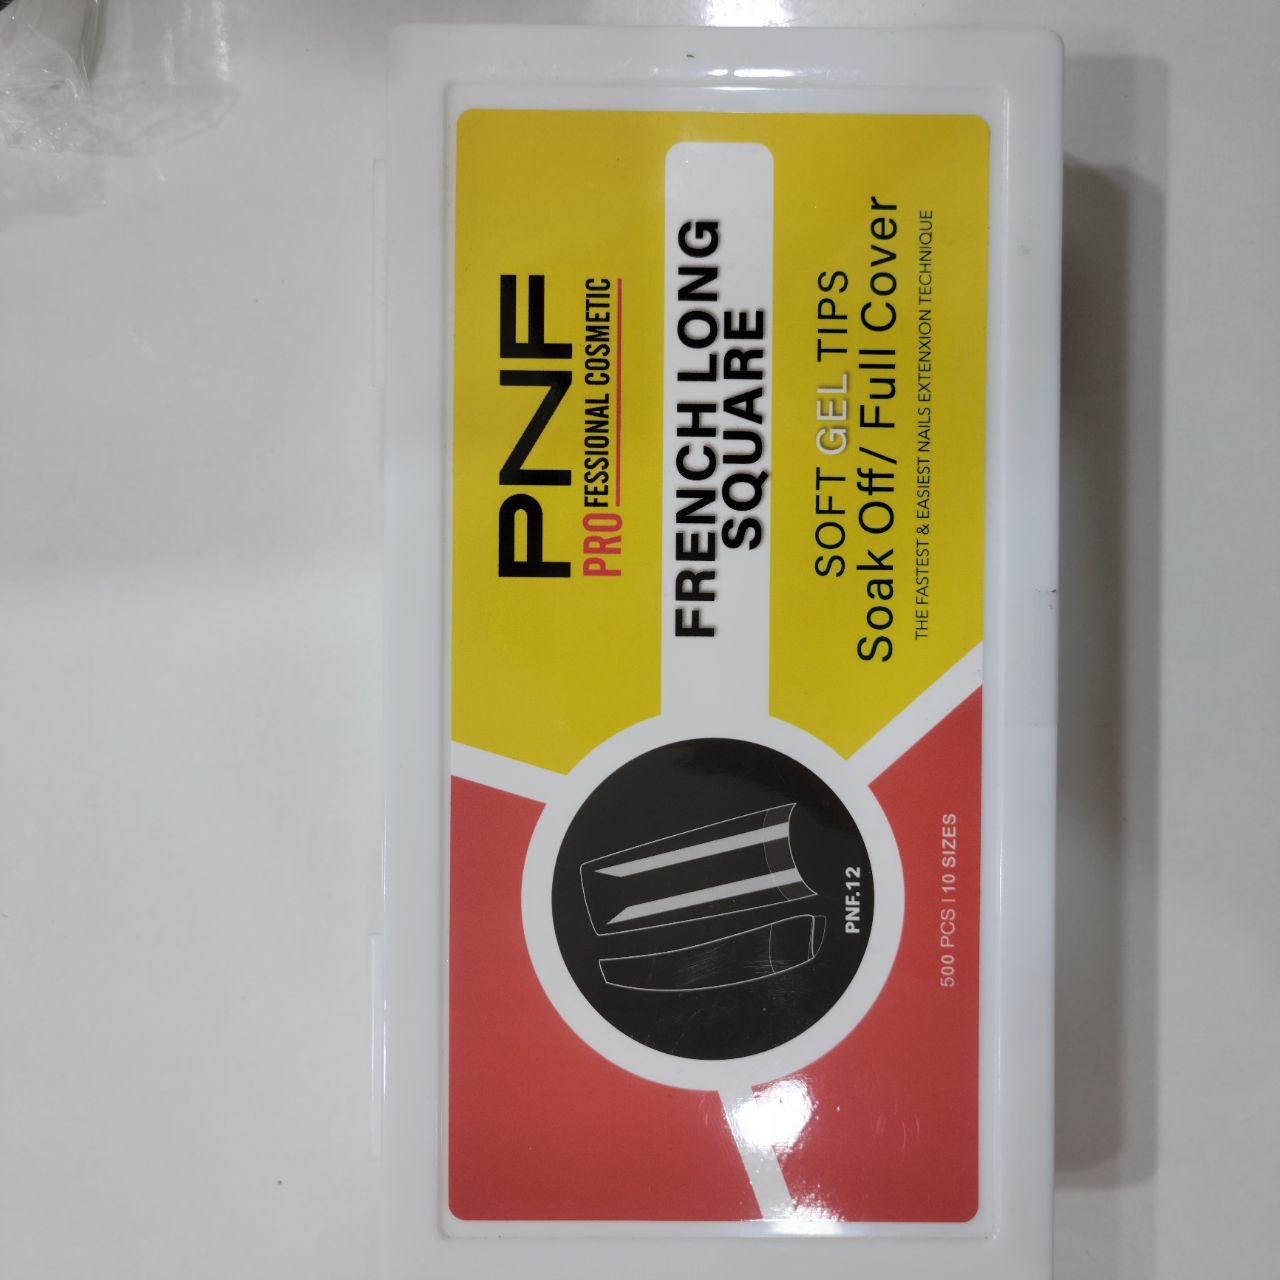 PNF
PROFESSIONAL COSMETIC
FRENCH LONG
SQUARE
SOFT GEL TIPS
Soak Off/ Full Cover
THE FASTEST & EASIEST NAILS EXTENXION TECHNIQUE
PNF.12
500 PCS | 10 SIZES